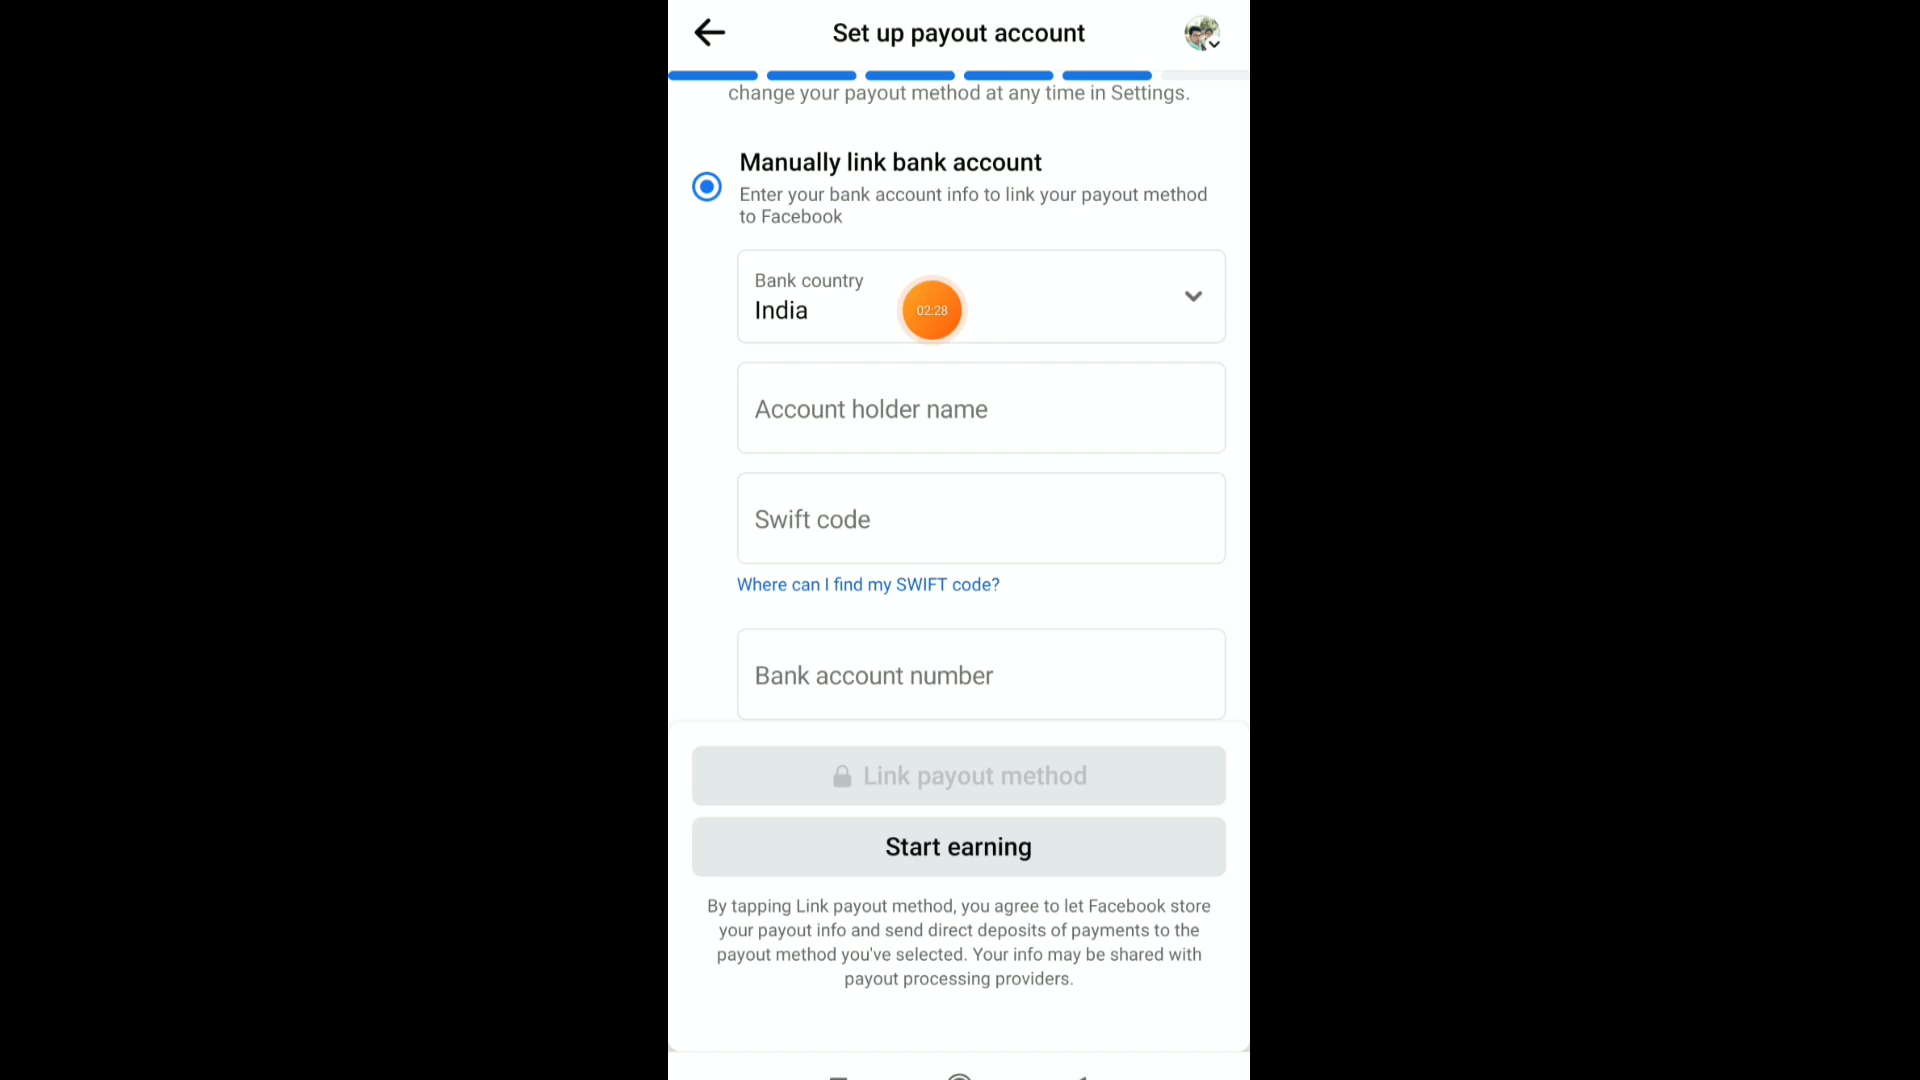 Set up payout account
change your payout method at any time in Settings.
Manually link bank account
Enter your bank account info to link your payout method
to Facebook
Bank country
India
02:28
Account holder name
Swift code
Where can I find my SWIFT code?
Bank account number
Link payout method
Start earning
By tapping Link payout method, you agree to let Facebook store
your payout info and send direct deposits of payments to the
payout method you've selected. Your info may be shared with
payout processing providers.